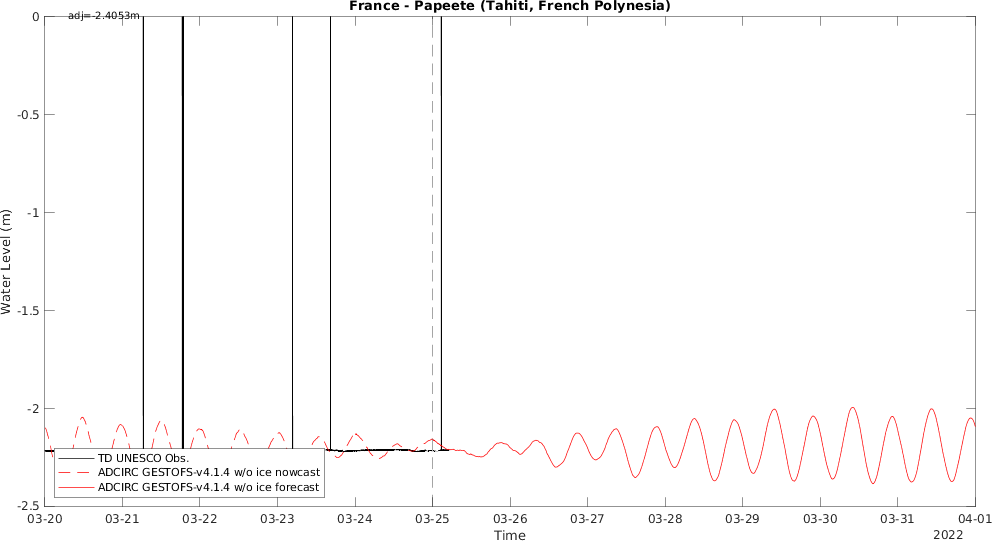 France - Papeete (Tahiti, French Polynesia)
adj=-2.4053m
0
-0.5
-1
-1.5
-2
-2.5
Water Level (m)
TD UNESCO Obs.
ADCIRC GESTOFS-v4.1.4 w/o ice nowcast
ADCIRC GESTOFS-v4.1.4 w/o ice forecast
03-20 03-21 03-22 03-23 03-24 03-25 03-26 03-27 03-28 03-29 03-30 03-31 04-01
Time
2022